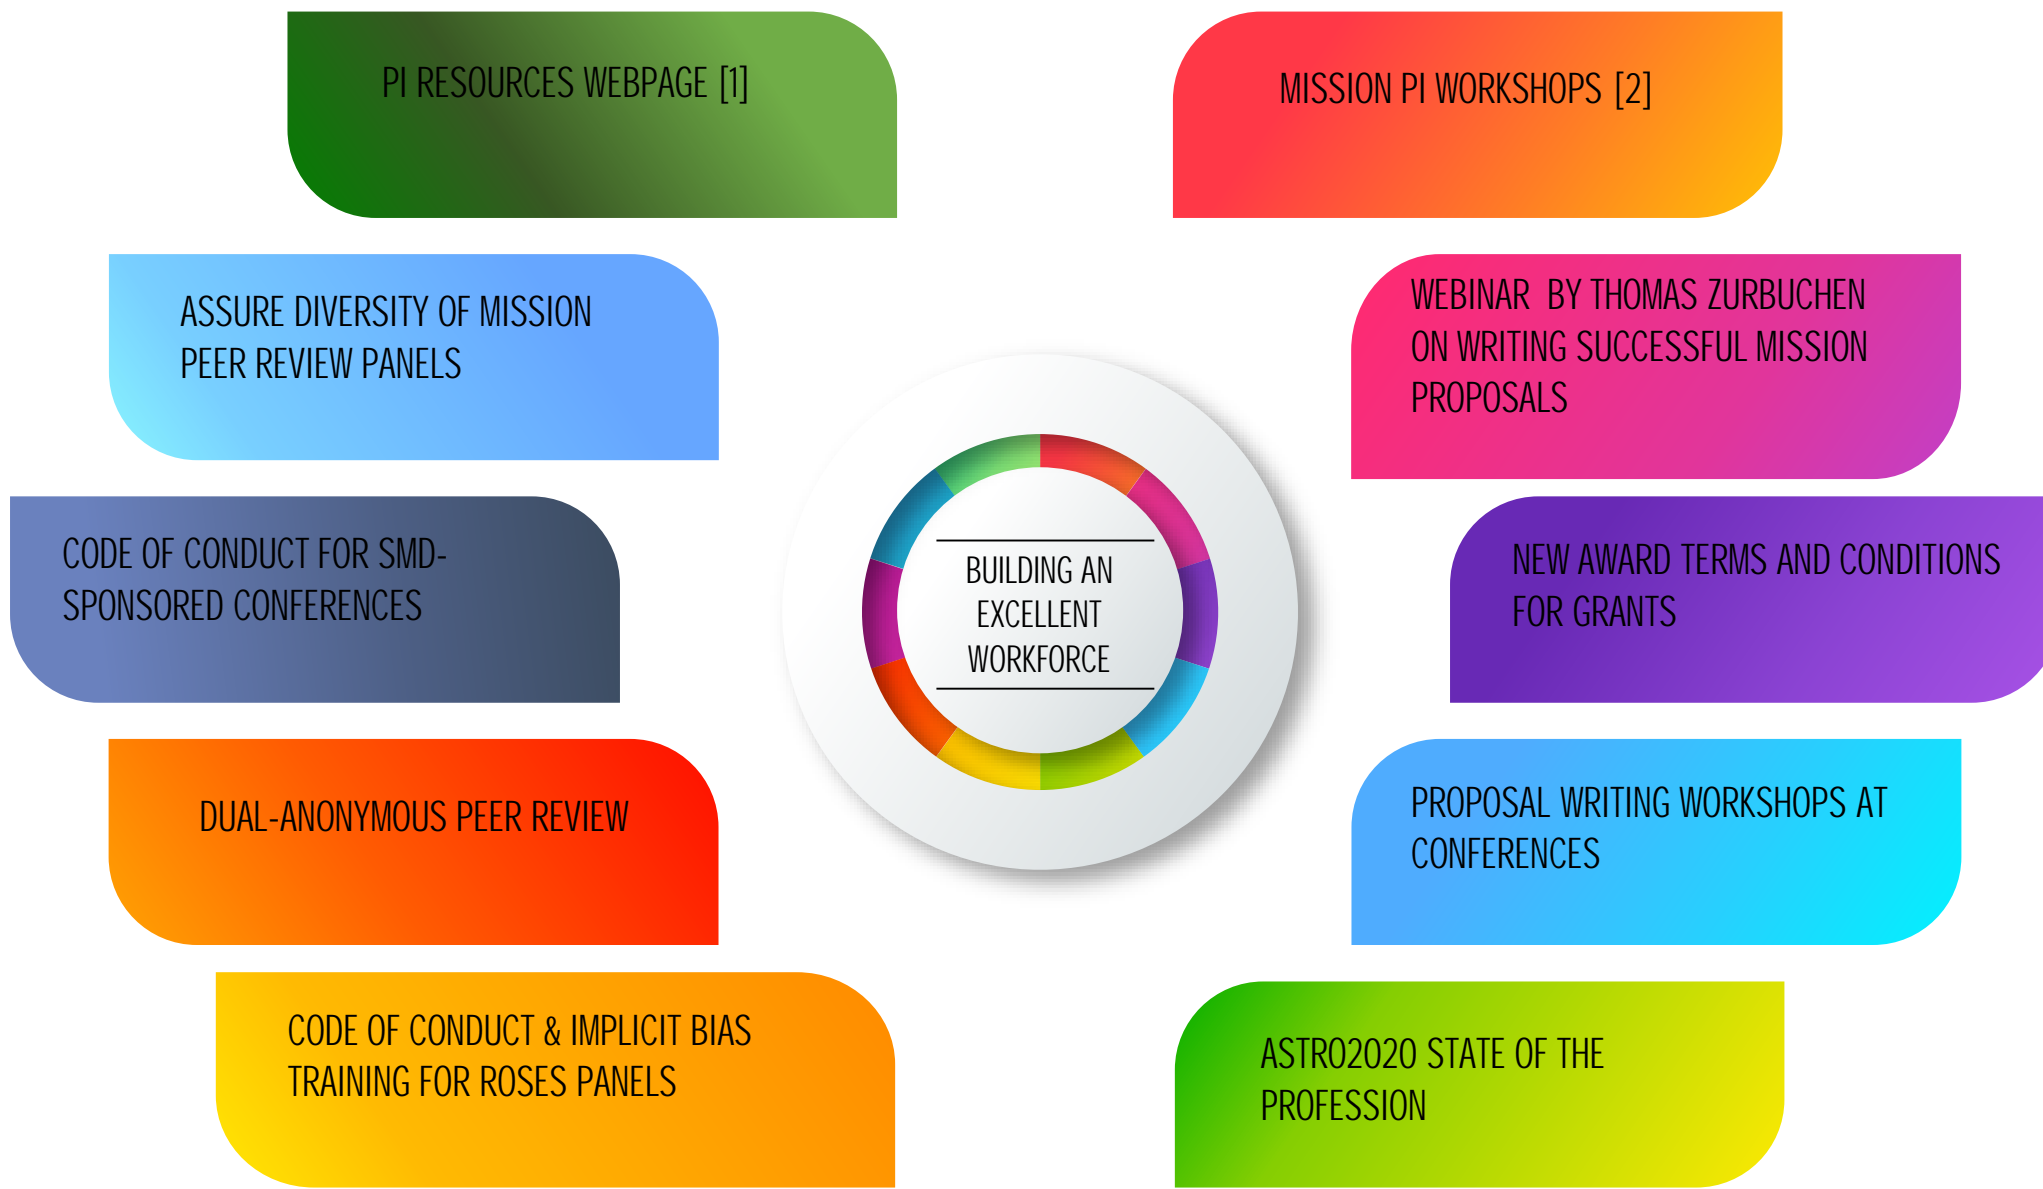 PI RESOURCES WEBPAGE [1]
MISSION PI WORKSHOPS [2]
ASSURE DIVERSITY OF MISSION
PEER REVIEW PANELS
WEBINAR  BY THOMAS ZURBUCHEN
ON WRITING SUCCESSFUL MISSION
PROPOSALS
CODE OF CONDUCT FOR SMD-
SPONSORED CONFERENCES
BUILDING AN
EXCELLENT
WORKFORCE
NEW AWARD TERMS AND CONDITIONS
FOR GRANTS
DUAL-ANONYMOUS PEER REVIEW
PROPOSAL WRITING WORKSHOPS AT
CONFERENCES
CODE OF CONDUCT & IMPLICIT BIAS
TRAINING FOR ROSES PANELS
ASTRO2020 STATE OF THE
PROFESSION